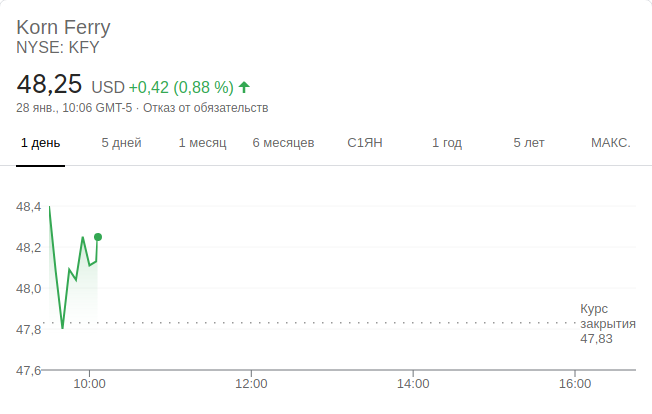 Korn Ferry
NYSE: KFY
48,25 USD +0,42 (0,88 %)
28 янв., 10:06 GMT-5 · Отказ от обязательств
1 день 5 дней 1 месяц 6 месяцев С1ЯН 1 год 5 лет МАКС.
48,4
48,2
48,0
47,8
47,6
Курс
закрытия
47,83
10:00 12:00 14:00 16:00